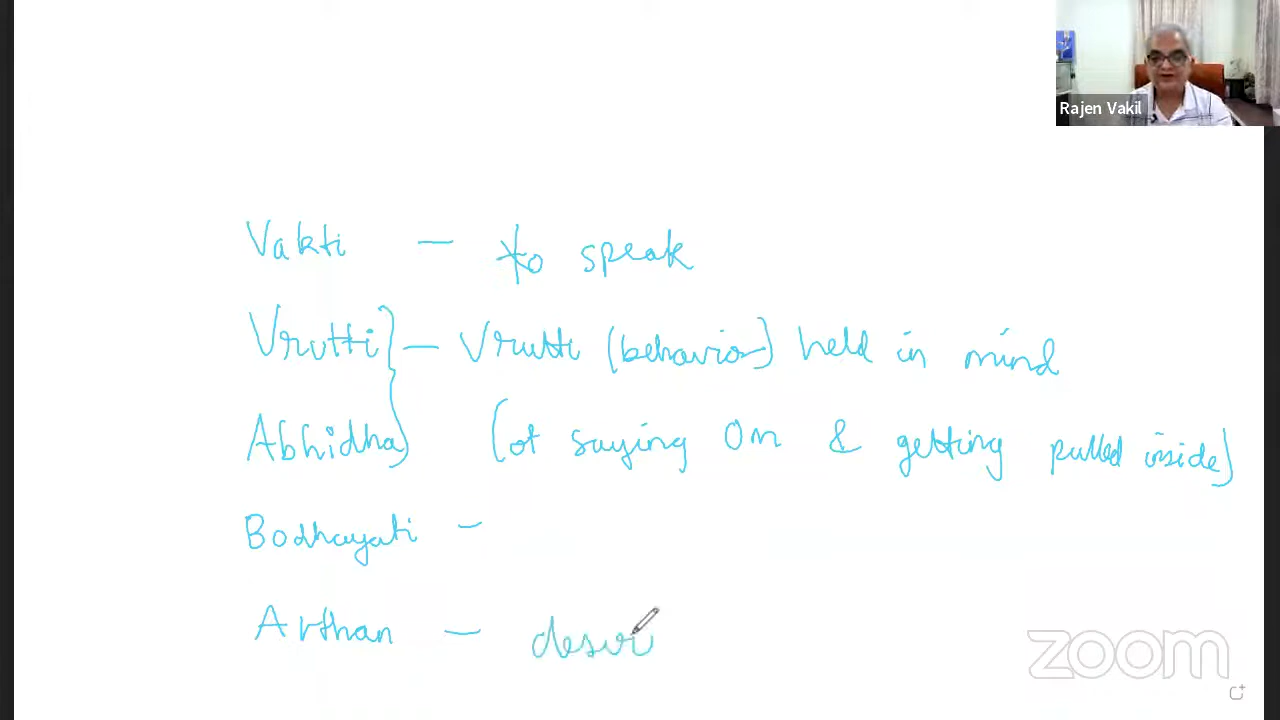 Rajen Vakil
Vakti — to speak
Vrutti } — Vrutti (behavior) held in mind
Abhidha (of saying Om & getting pulled inside)
Bodhayati —
Arthan — desir
zoom